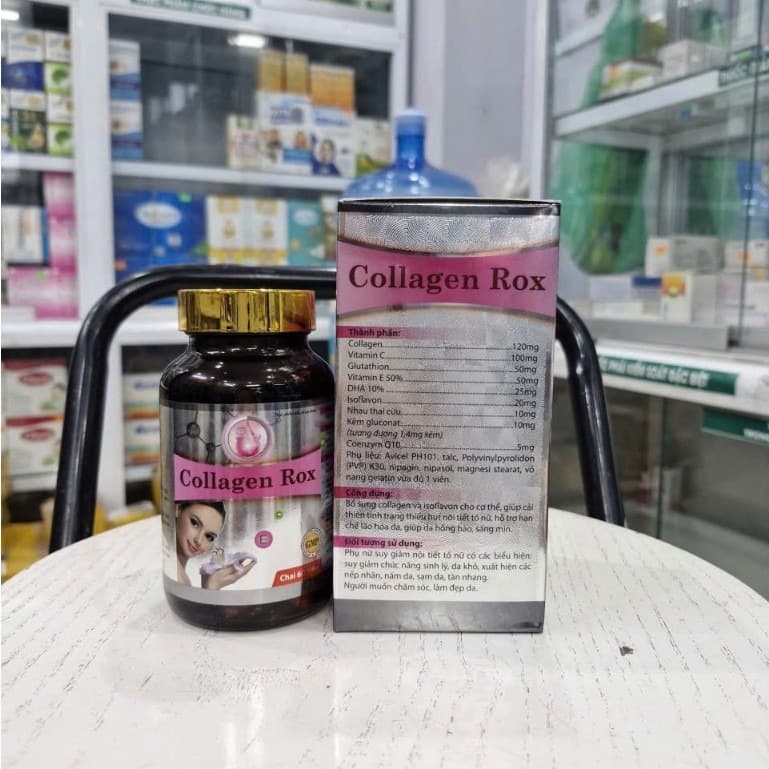 Collagen Rox
Thành phần:
Collagen 120mg
Vitamin C 100mg
Glutathion 50mg
Vitamin E 50% 50mg
DHA 10% 25mg
Isoflavon 20mg
Nhau thai cừu 10mg
Kẽm gluconat 10mg
(tương đương 1,4mg kẽm)
Coenzym Q10 5mg
Phụ liệu: Avicel PH101, talc, Polyvinylpyrolidon
(PVP) K30, nipagin, nipasol, magnesi stearat, vỏ
nang gelatin vừa đủ 1 viên.
Công dụng:
Bổ sung collagen và isoflavon cho cơ thể, giúp cải
thiện tình trạng thiếu hụt nội tiết tố nữ, hỗ trợ hạn
chế lão hóa da, giúp da hồng hào, sáng mịn.
Đối tượng sử dụng:
Phụ nữ suy giảm nội tiết tố nữ có các biểu hiện:
suy giảm chức năng sinh lý, da khô, xuất hiện các
nếp nhăn, nám da, sạm da, tàn nhang.
Người muốn chăm sóc, làm đẹp da.
Collagen Rox
E
GMP
Chai 60